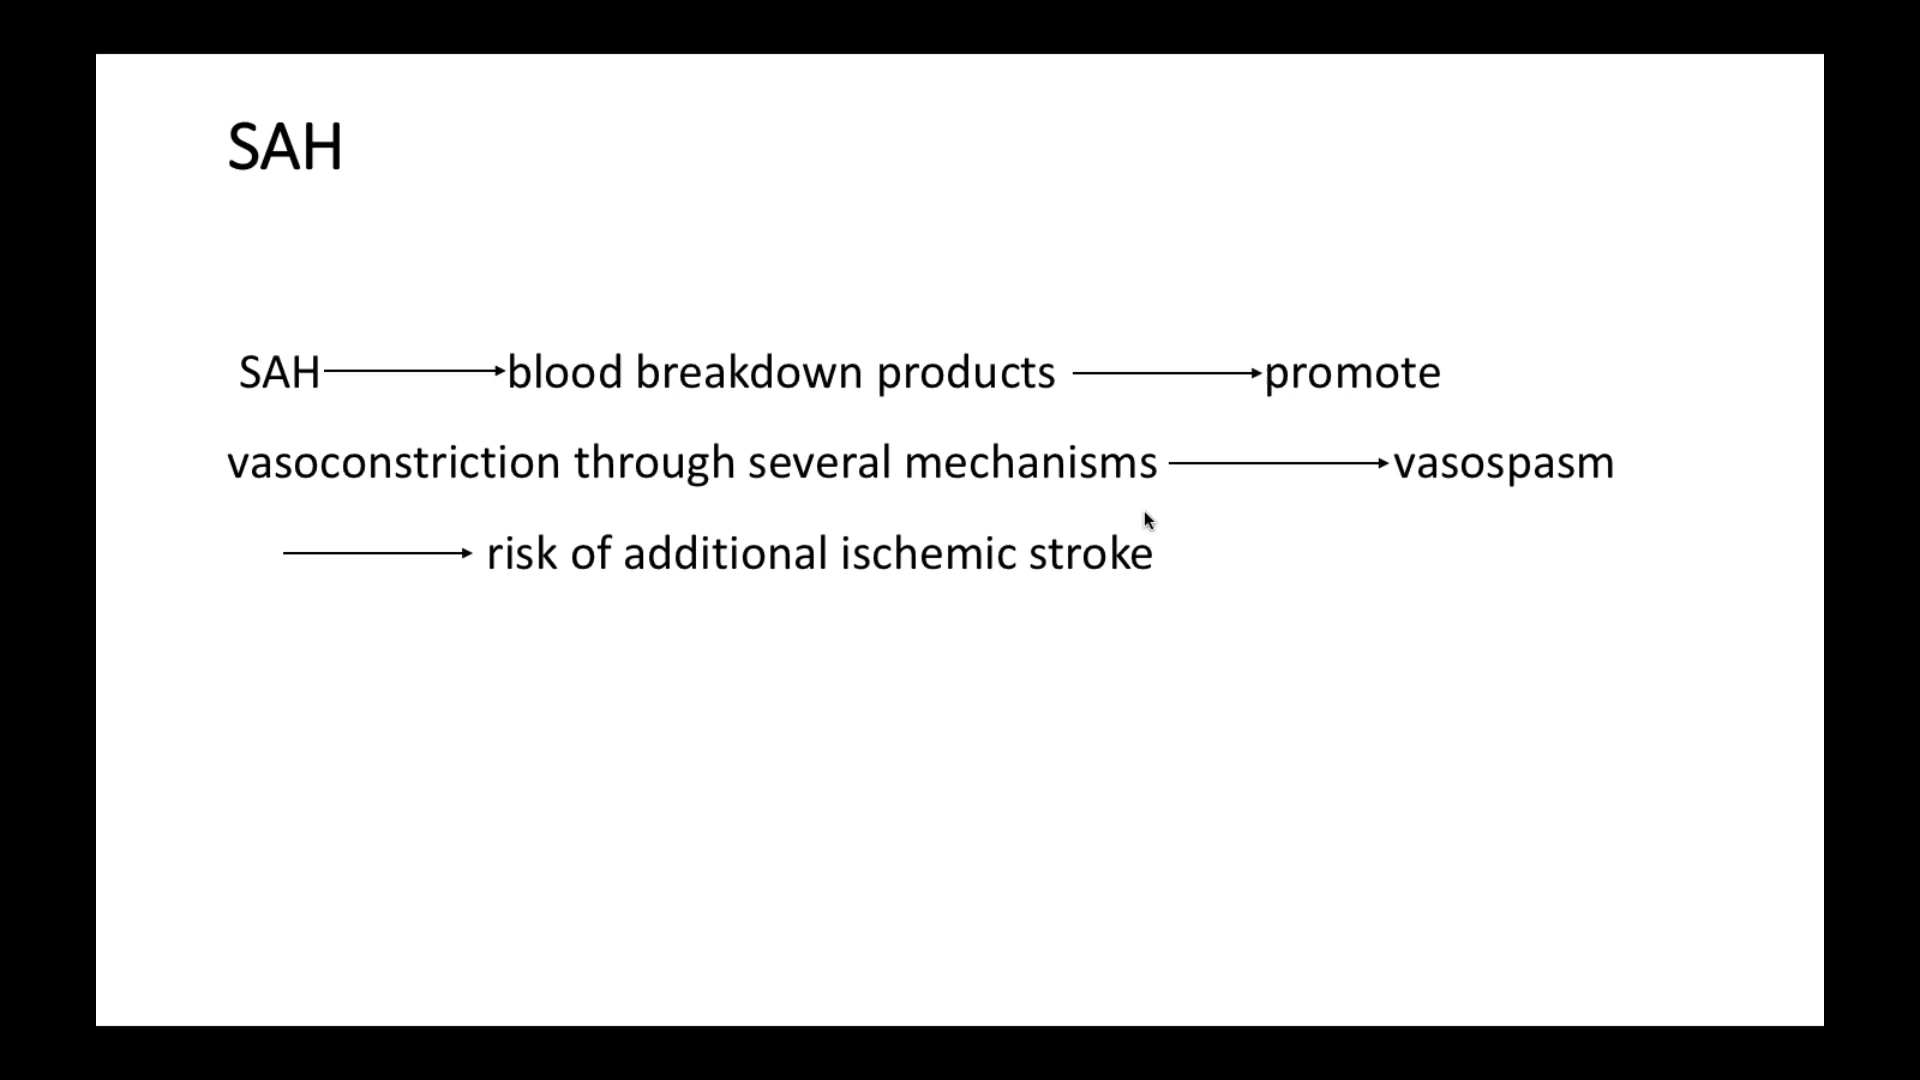 SAH
SAH blood breakdown products promote
vasoconstriction through several mechanisms vasospasm
risk of additional ischemic stroke